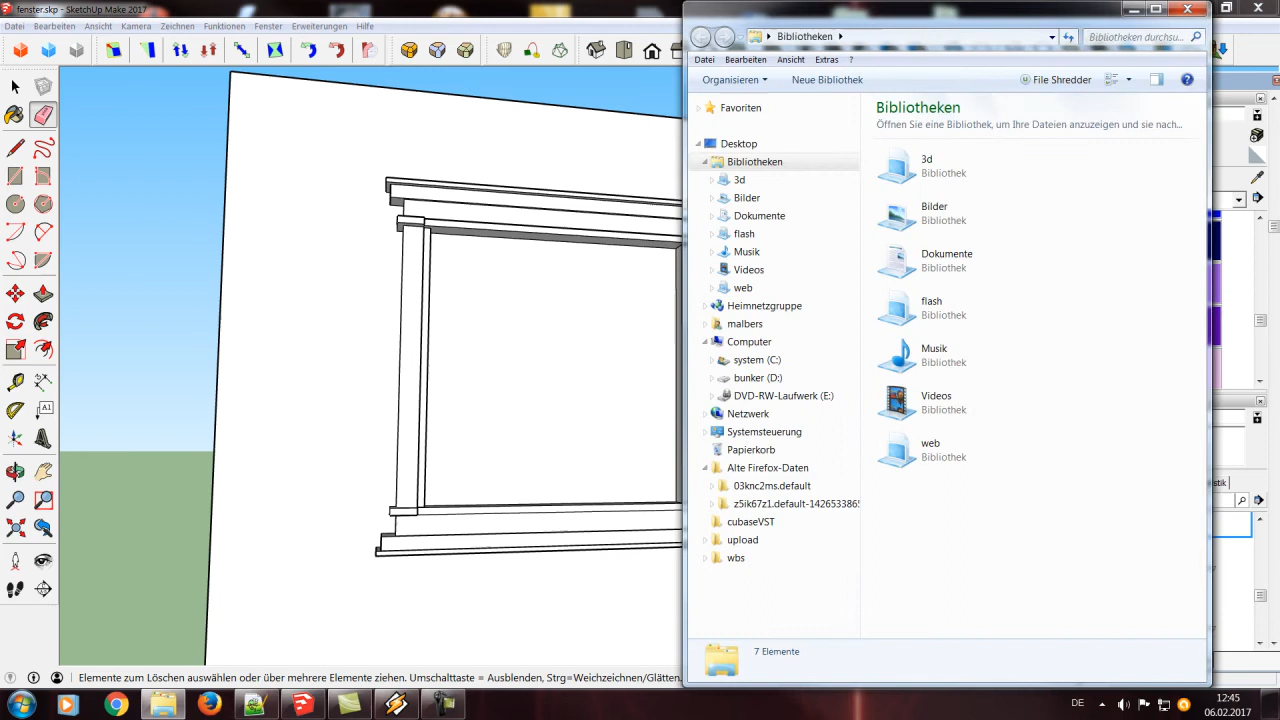 fenster.skp - SketchUp Make 2017
Datei Bearbeiten Ansicht Kamera Zeichnen Funktionen Fenster Erweiterungen Hilfe
Bibliotheken
Bibliotheken durchsu...
Datei Bearbeiten Ansicht Extras ?
Organisieren Neue Bibliothek File Shredder
Favoriten
Desktop
Bibliotheken
3d
Bilder
Dokumente
flash
Musik
Videos
web
Heimnetzgruppe
malbers
Computer
system (C:)
bunker (D:)
DVD-RW-Laufwerk (E:)
Netzwerk
Systemsteuerung
Papierkorb
Alte Firefox-Daten
03knc2ms.default
z5ik67z1.default-1426533865
cubaseVST
upload
wbs
Bibliotheken
Öffnen Sie eine Bibliothek, um Ihre Dateien anzuzeigen und sie nach...
3d
Bibliothek
Bilder
Bibliothek
Dokumente
Bibliothek
flash
Bibliothek
Musik
Bibliothek
Videos
Bibliothek
web
Bibliothek
7 Elemente
A1
stik
Elemente zum Löschen auswählen oder über mehrere Elemente ziehen. Umschalttaste = Ausblenden, Strg=Weichzeichnen/Glätten.
DE
12:45
06.02.2017